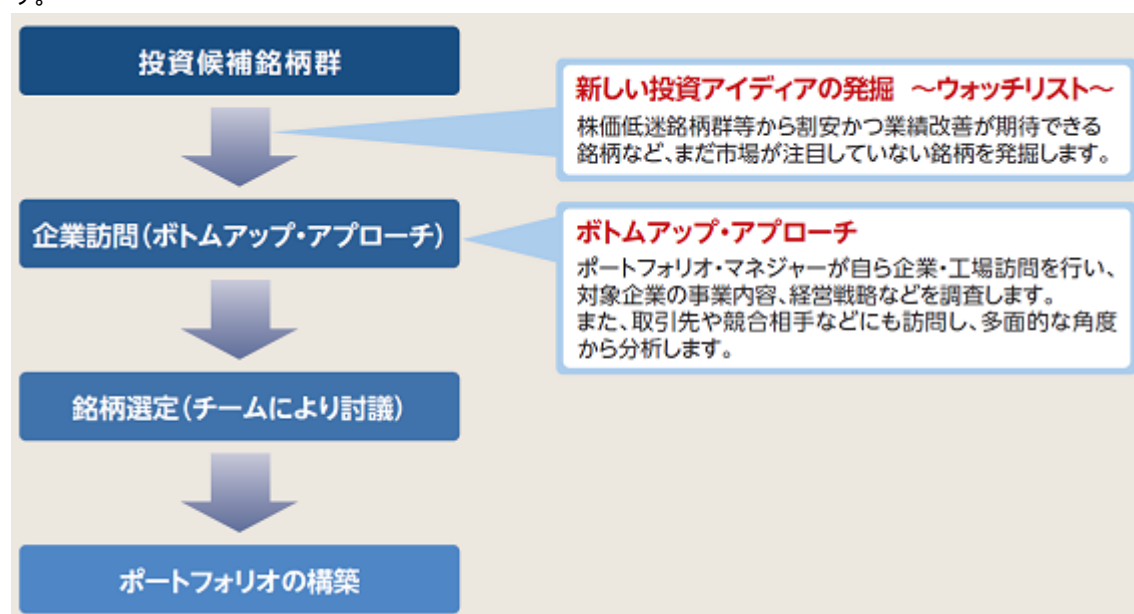 す。
投資候補銘柄群
新しい投資アイディアの発掘 ～ウォッチリスト～
株価低迷銘柄群等から割安かつ業績改善が期待できる
銘柄など、まだ市場が注目していない銘柄を発掘します。
企業訪問(ボトムアップ・アプローチ)
ボトムアップ・アプローチ
ポートフォリオ・マネジャーが自ら企業・工場訪問を行い、
対象企業の事業内容、経営戦略などを調査します。
また、取引先や競合相手などにも訪問し、多面的な角度
から分析します。
銘柄選定(チームにより討議)
ポートフォリオの構築